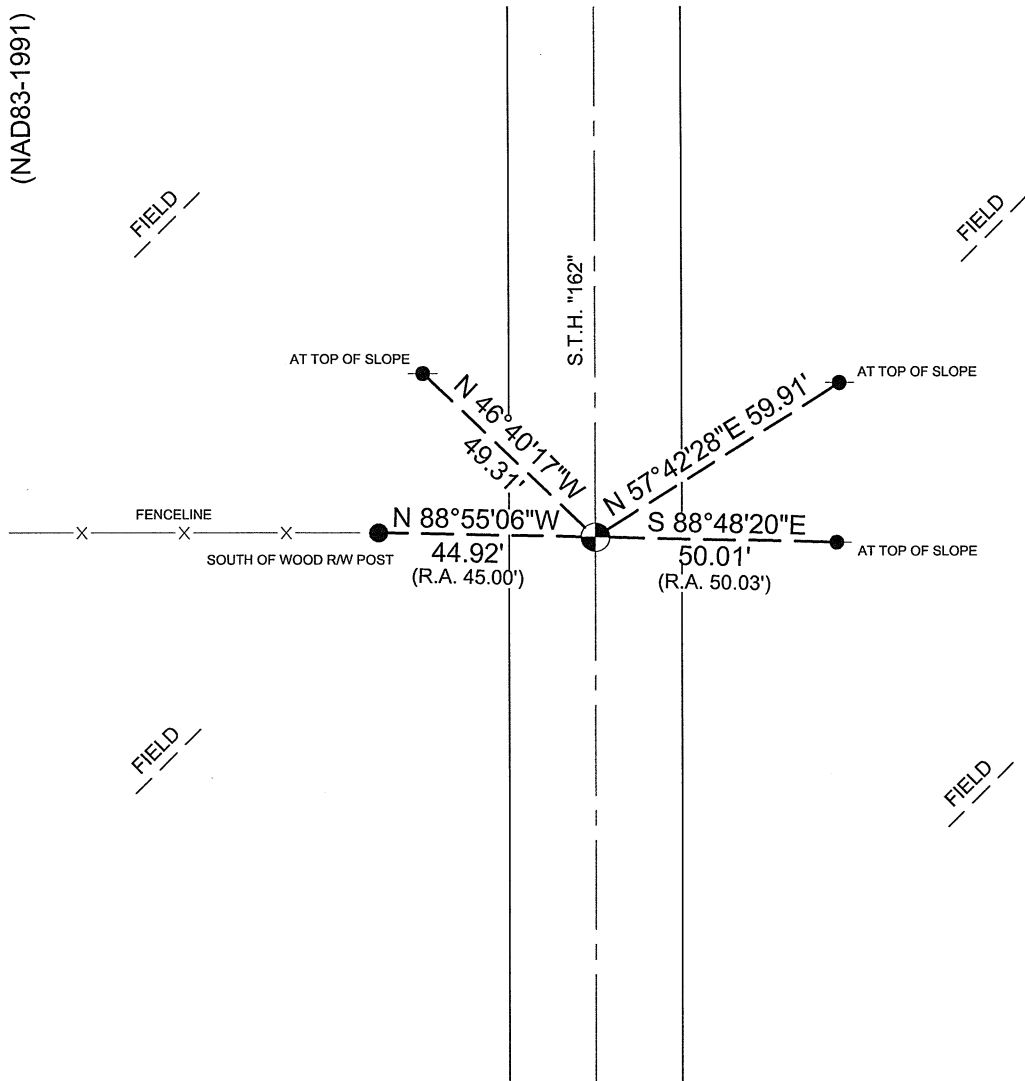 (NAD83-1991)
FIELD
FIELD
S.T.H. "162"
AT TOP OF SLOPE
AT TOP OF SLOPE
N 46°40'17"W
49.31'
N 57°42'28"E 59.91'
FENCELINE
N 88°55'06"W
S 88°48'20"E
SOUTH OF WOOD R/W POST
44.92'
(R.A. 45.00')
50.01'
(R.A. 50.03')
AT TOP OF SLOPE
FIELD
FIELD